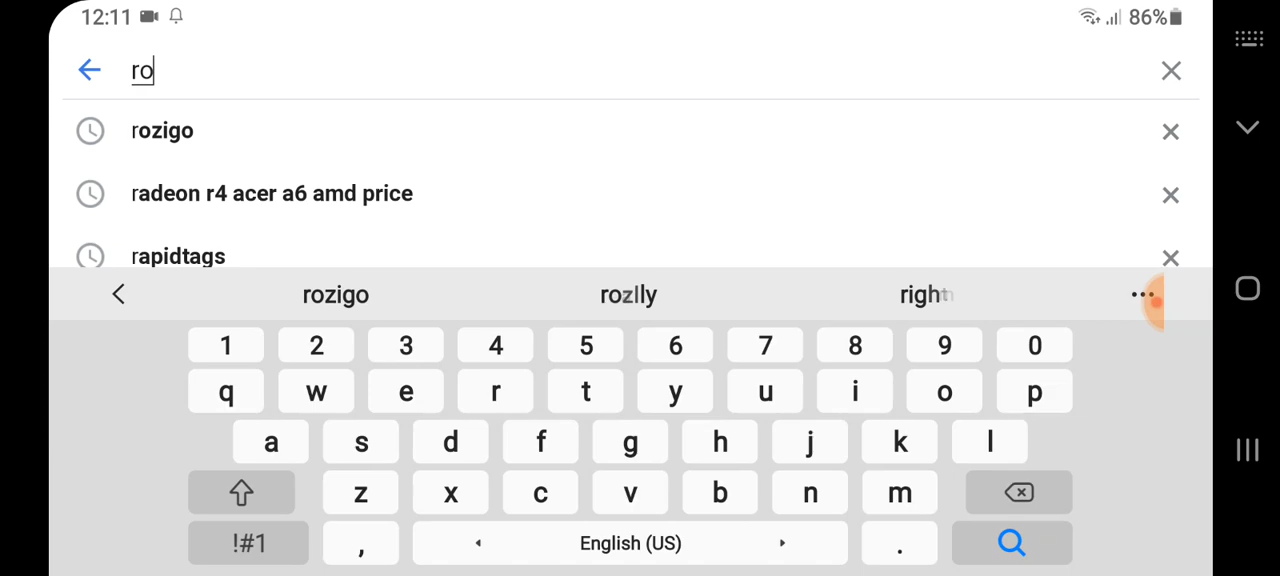 12:11 86%
ro
rozigo
radeon r4 acer a6 amd price
rapidtags
rozigo
1 2 3 4 5 6 7 8 9 0
q w e r t y u i o p
a s d f g h j k l
z x c v b n m
!#1 , English (US) .